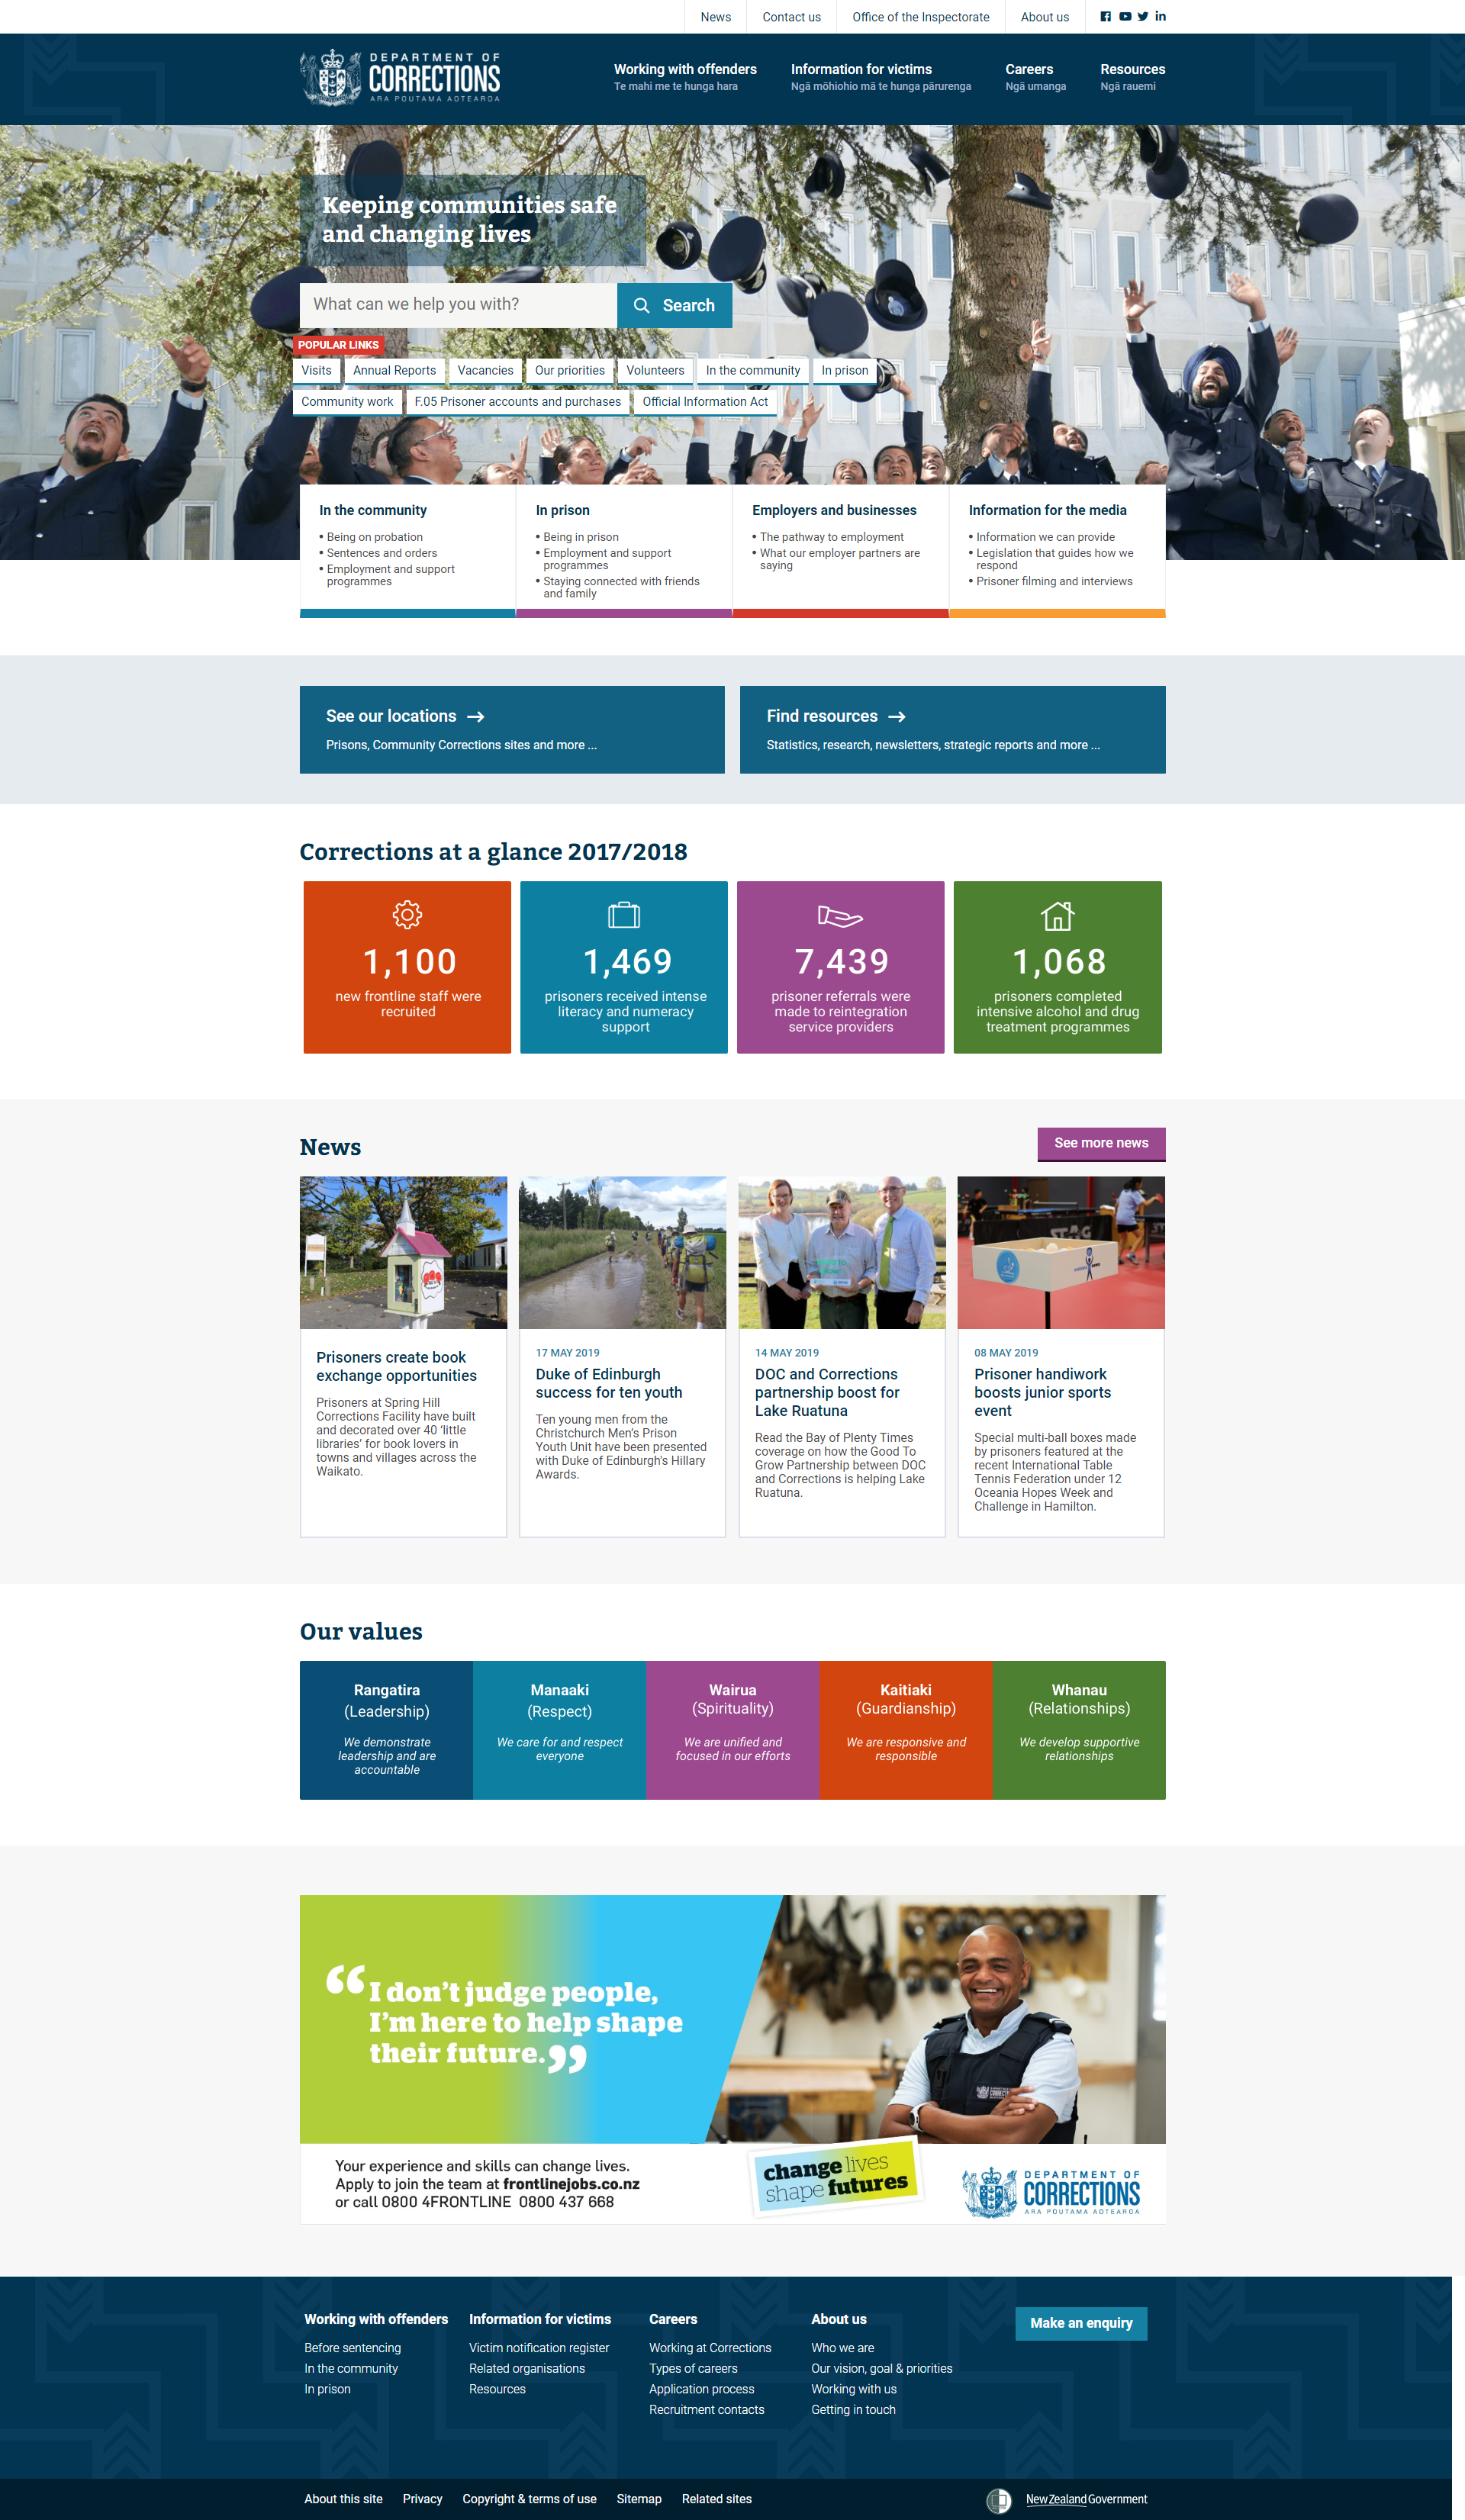 News
Contact us
Office of the Inspectorate
About us
DEPARTMENT OF
CORRECTIONS
ARA POUTAMA AOTEAROA
Working with offenders
Te mahi me te hunga hara
Information for victims
Ngā mōhiohio mā te hunga pārurenga
Careers
Ngā umanga
Resources
Ngā rauemi
Keeping communities safe
and changing lives
What can we help you with?
Search
POPULAR LINKS
Visits
Annual Reports
Vacancies
Our priorities
Volunteers
In the community
In prison
Community work
F.05 Prisoner accounts and purchases
Official Information Act
In the community
• Being on probation
• Sentences and orders
• Employment and support
programmes
In prison
• Being in prison
• Employment and support
programmes
• Staying connected with friends
and family
Employers and businesses
• The pathway to employment
• What our employer partners are
saying
Information for the media
• Information we can provide
• Legislation that guides how we
respond
• Prisoner filming and interviews
See our locations →
Prisons, Community Corrections sites and more ...
Find resources →
Statistics, research, newsletters, strategic reports and more ...
Corrections at a glance 2017/2018
1,100
new frontline staff were
recruited
1,469
prisoners received intense
literacy and numeracy
support
7,439
prisoner referrals were
made to reintegration
service providers
1,068
prisoners completed
intensive alcohol and drug
treatment programmes
News
See more news
Prisoners create book
exchange opportunities
Prisoners at Spring Hill
Corrections Facility have built
and decorated over 40 'little
libraries' for book lovers in
towns and villages across the
Waikato.
17 MAY 2019
Duke of Edinburgh
success for ten youth
Ten young men from the
Christchurch Men's Prison
Youth Unit have been presented
with Duke of Edinburgh's Hillary
Awards.
14 MAY 2019
DOC and Corrections
partnership boost for
Lake Ruatuna
Read the Bay of Plenty Times
coverage on how the Good To
Grow Partnership between DOC
and Corrections is helping Lake
Ruatuna.
08 MAY 2019
Prisoner handiwork
boosts junior sports
event
Special multi-ball boxes made
by prisoners featured at the
recent International Table
Tennis Federation under 12
Oceania Hopes Week and
Challenge in Hamilton.
Our values
Rangatira
(Leadership)
We demonstrate
leadership and are
accountable
Manaaki
(Respect)
We care for and respect
everyone
Wairua
(Spirituality)
We are unified and
focused in our efforts
Kaitiaki
(Guardianship)
We are responsive and
responsible
Whanau
(Relationships)
We develop supportive
relationships
“I don't judge people,
I'm here to help shape
their future.”
Your experience and skills can change lives.
Apply to join the team at frontlinejobs.co.nz
or call 0800 4FRONTLINE 0800 437 668
change lives
shape futures
DEPARTMENT OF
CORRECTIONS
ARA POUTAMA AOTEAROA
Working with offenders
Before sentencing
In the community
In prison
Information for victims
Victim notification register
Related organisations
Resources
Careers
Working at Corrections
Types of careers
Application process
Recruitment contacts
About us
Who we are
Our vision, goal & priorities
Working with us
Getting in touch
Make an enquiry
About this site
Privacy
Copyright & terms of use
Sitemap
Related sites
New Zealand Government